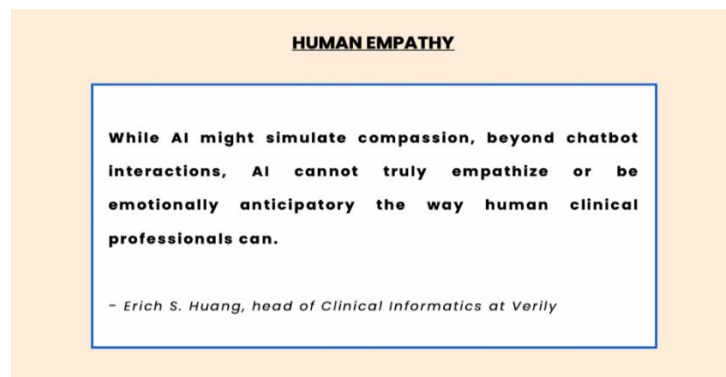 HUMAN EMPATHY
While AI might simulate compassion, beyond chatbot
interactions, AI cannot truly empathize or be
emotionally anticipatory the way human clinical
professionals can.
- Erich S. Huang, head of Clinical Informatics at Verily